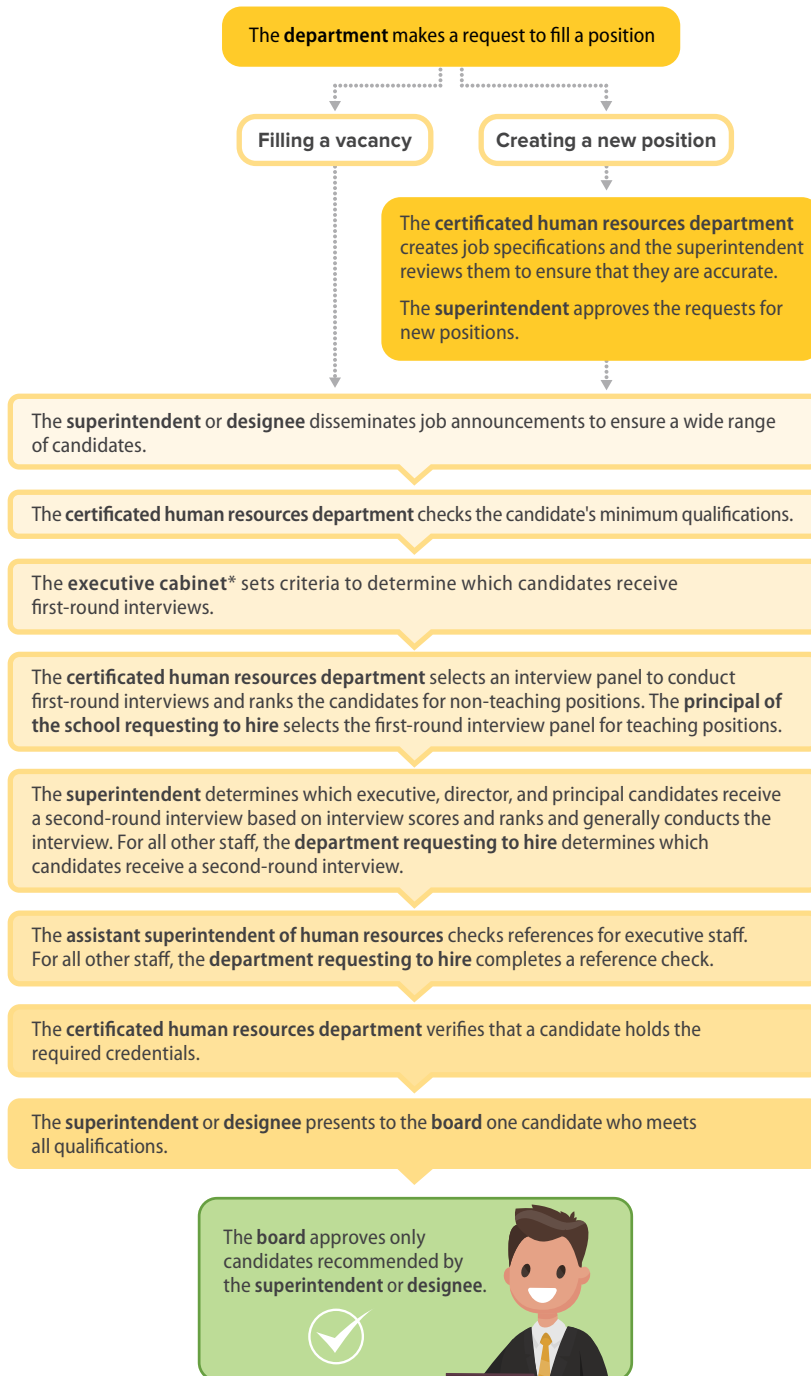 The department makes a request to fill a position
Filling a vacancy
Creating a new position
The certificated human resources department
creates job specifications and the superintendent
reviews them to ensure that they are accurate.
The superintendent approves the requests for
new positions.
The superintendent or designee disseminates job announcements to ensure a wide range
of candidates.
The certificated human resources department checks the candidate's minimum qualifications.
The executive cabinet* sets criteria to determine which candidates receive
first-round interviews.
The certificated human resources department selects an interview panel to conduct
first-round interviews and ranks the candidates for non-teaching positions. The principal of
the school requesting to hire selects the first-round interview panel for teaching positions.
The superintendent determines which executive, director, and principal candidates receive
a second-round interview based on interview scores and ranks and generally conducts the
interview. For all other staff, the department requesting to hire determines which
candidates receive a second-round interview.
The assistant superintendent of human resources checks references for executive staff.
For all other staff, the department requesting to hire completes a reference check.
The certificated human resources department verifies that a candidate holds the
required credentials.
The superintendent or designee presents to the board one candidate who meets
all qualifications.
The board approves only
candidates recommended by
the superintendent or designee.